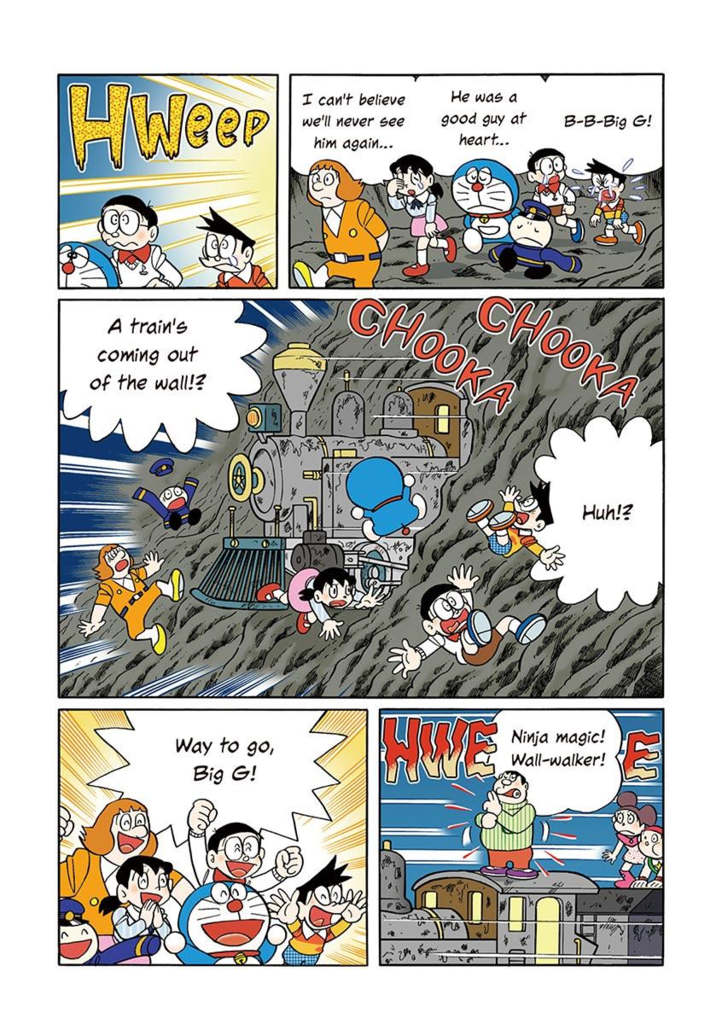 HWEEP
I can't believe
we'll never see
him again...
He was a
good guy at
heart...
B-B-Big G!
A train's
coming out
of the wall!?
CHOOKA
CHOOKA
Huh!?
Way to go,
Big G!
HWE E
Ninja magic!
Wall-walker!